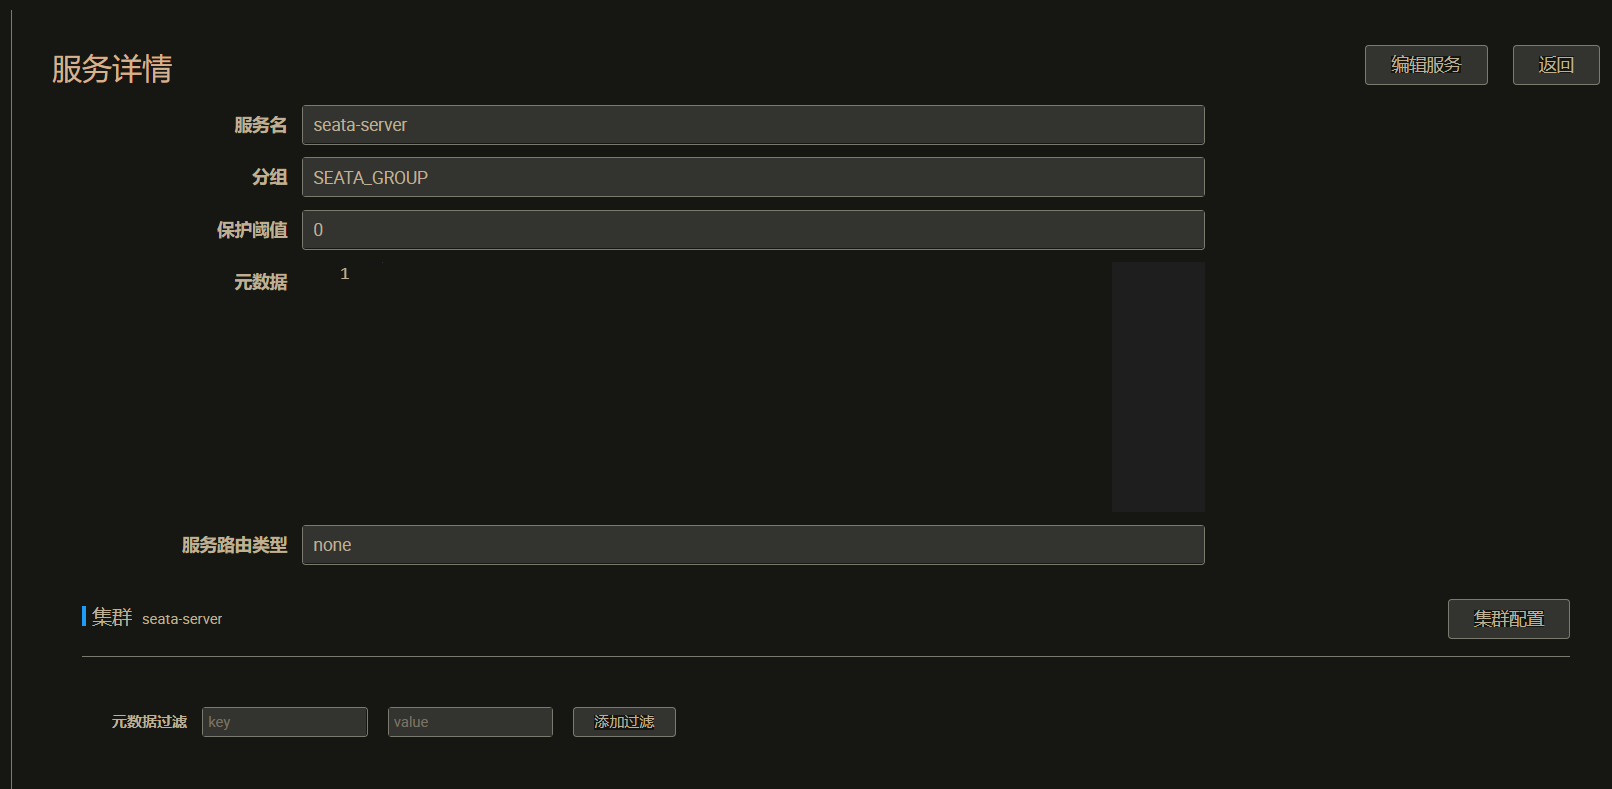 服务详情
编辑服务
返回
服务名 seata-server
分组 SEATA_GROUP
保护阈值 0
元数据 1
服务路由类型 none
集群 seata-server
集群配置
元数据过滤 key value 添加过滤